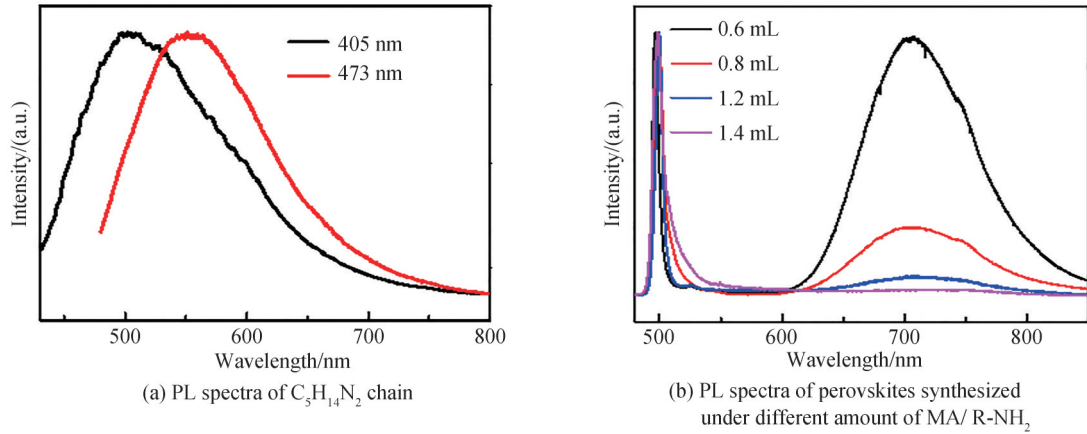 405 nm
473 nm
Intensity/(a.u.)
500
600
700
800
Wavelength/nm
(a) PL spectra of C₅H₁₄N₂ chain
0.6 mL
0.8 mL
1.2 mL
1.4 mL
Intensity/(a.u.)
500
600
700
800
Wavelength/nm
(b) PL spectra of perovskites synthesized
under different amount of MA/ R-NH₂